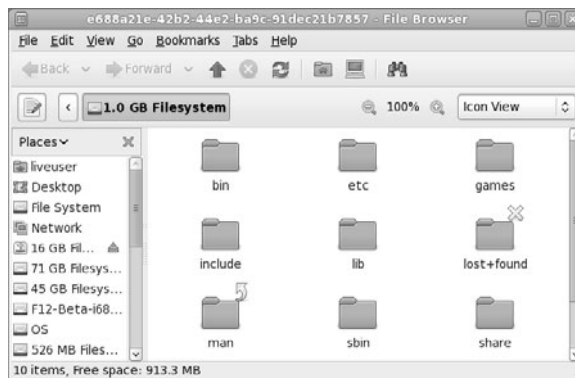 e688a21e-42b2-44e2-ba9c-91dec21b7857 - File Browser
File Edit View Go Bookmarks Tabs Help
Back Forward
1.0 GB Filesystem 100% Icon View
Places
liveuser
Desktop
File System
Network
16 GB Fil...
71 GB Filesys...
45 GB Filesys...
F12-Beta-i68...
OS
526 MB Files...
bin etc games
include lib lost+found
man sbin share
10 items, Free space: 913.3 MB